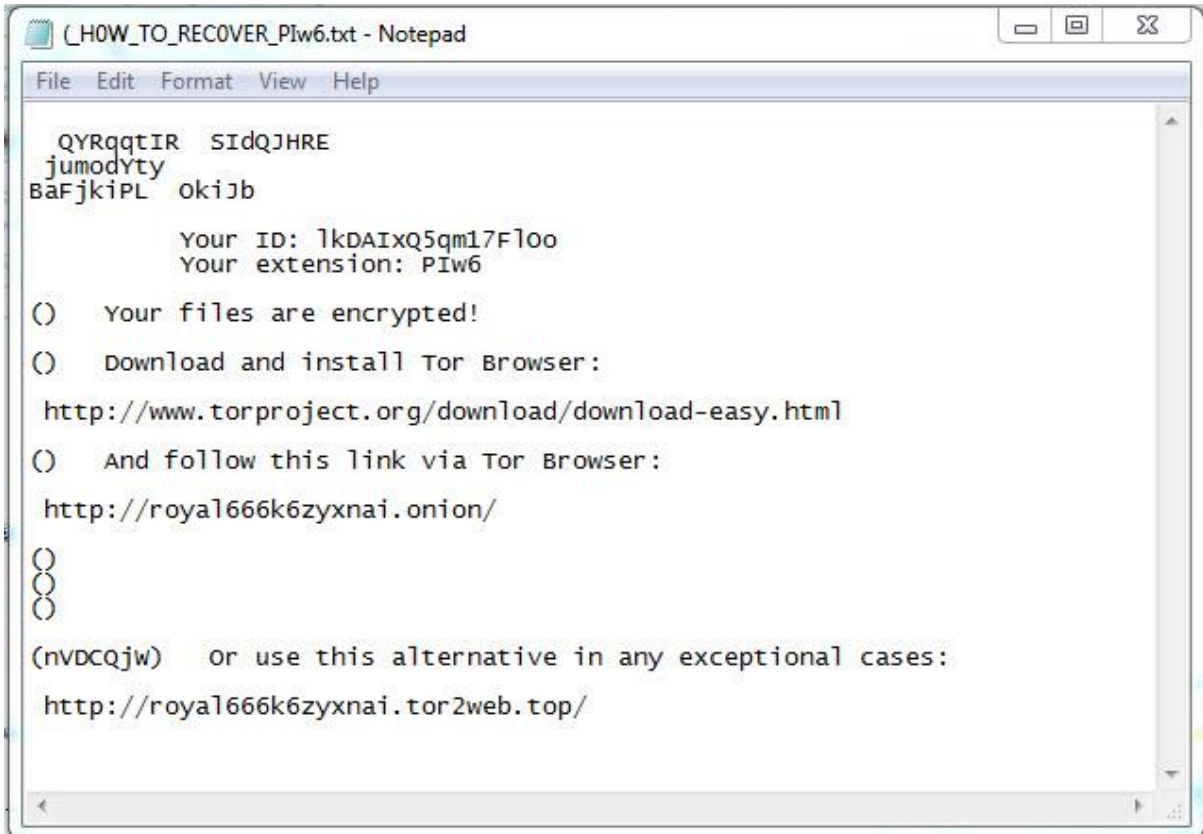 (_H0W_TO_REC0VER_PIw6.txt - Notepad
File Edit Format View Help
QYRqqtIR SIdQJHRE
jumodYty
BaFjkiPL OkiJb
Your ID: lkDAIxQ5qm17FlOo
Your extension: PIw6
() Your files are encrypted!
() Download and install Tor Browser:
http://www.torproject.org/download/download-easy.html
() And follow this link via Tor Browser:
http://royal666k6zyxnai.onion/
()
()
()
(nVDCQjW) Or use this alternative in any exceptional cases:
http://royal666k6zyxnai.tor2web.top/